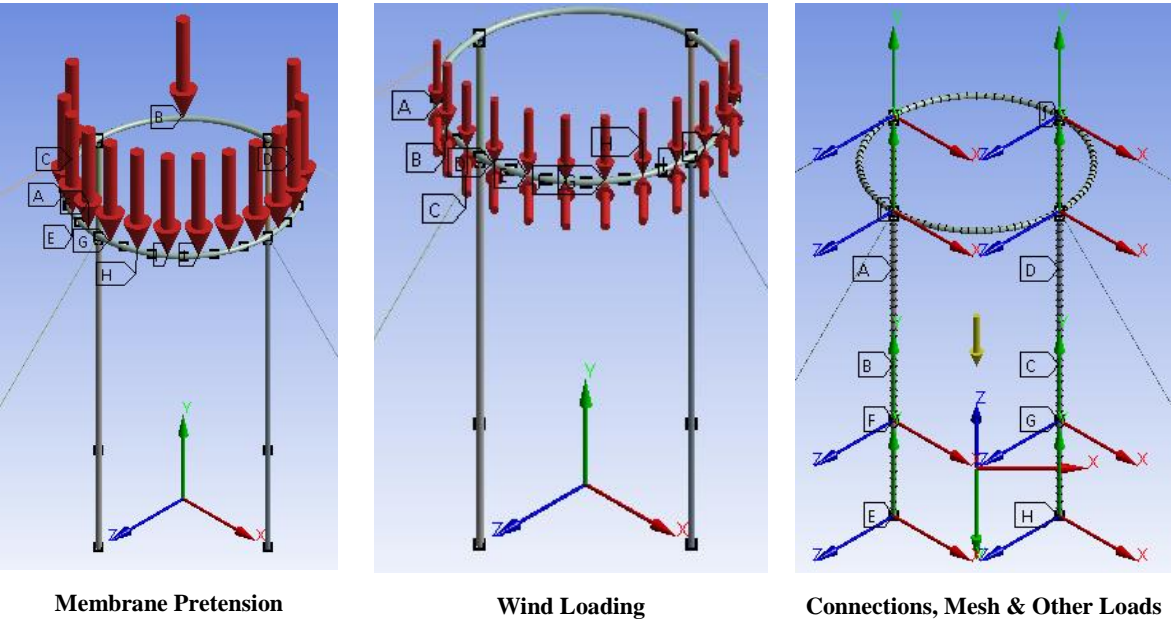 B
C D
A
E G
H
Y
Z X
Membrane Pretension
A
H
B
C
Y
Z X
Wind Loading
Y Y
J
Z X Z X
Z X Z X
A D
Y Y
B C
Z
F G
Z X Z X
X
E H
Z Y Z X
Connections, Mesh & Other Loads